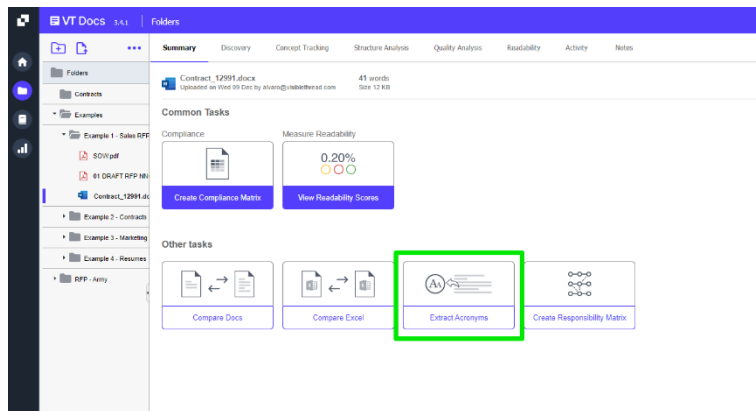 VT Docs 3.4.1 Folders
Summary Discovery Concept Tracking Structure Analysis Quality Analysis Readability Activity Notes
Folders
Contracts
Examples
Example 1 - Sales RFP
SOW.pdf
01 DRAFT RFP NN
Contract_12991.dc
Example 2 - Contracts
Example 3 - Marketing
Example 4 - Resumes
RFP - Army
Contract_12991.docx 41 words
Uploaded on Wed 09 Dec by alvaro@visiblethread.com Size 12 KB
Common Tasks
Compliance Measure Readability
0.20%
Create Compliance Matrix View Readability Scores
Other tasks
AA
Compare Docs Compare Excel Extract Acronyms Create Responsibility Matrix